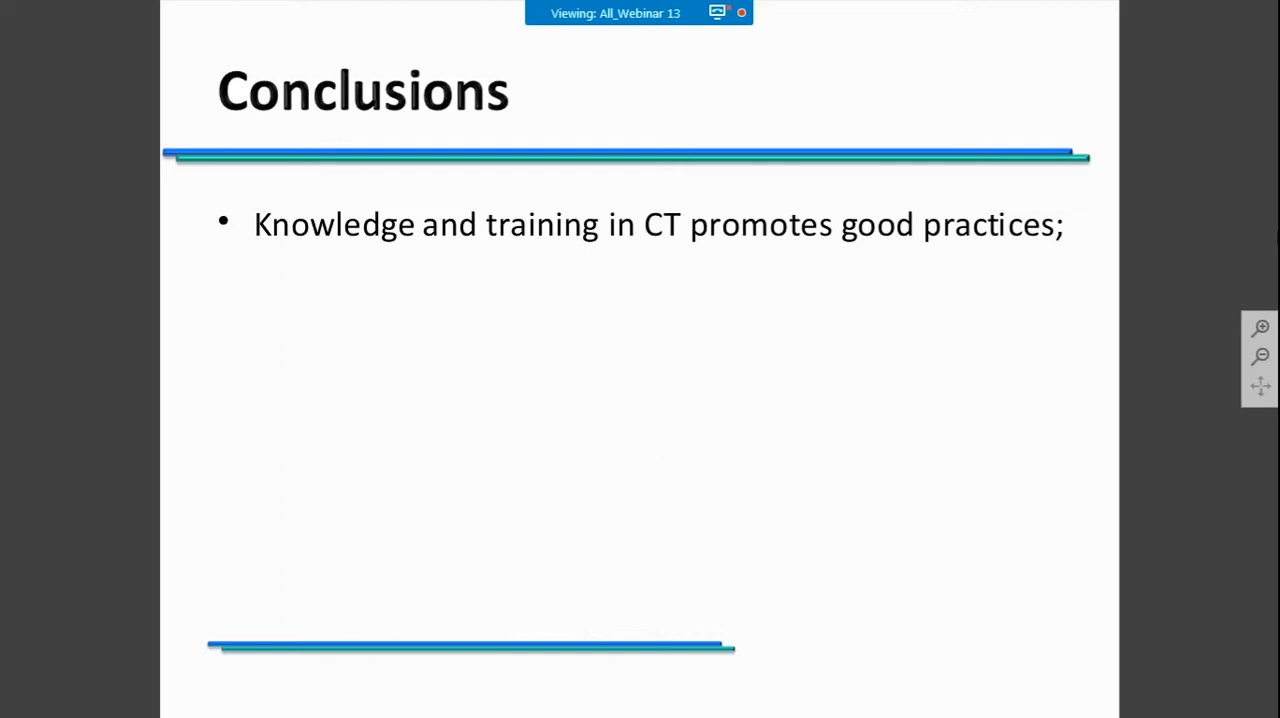 Viewing: All_Webinar 13
Conclusions
• Knowledge and training in CT promotes good practices;